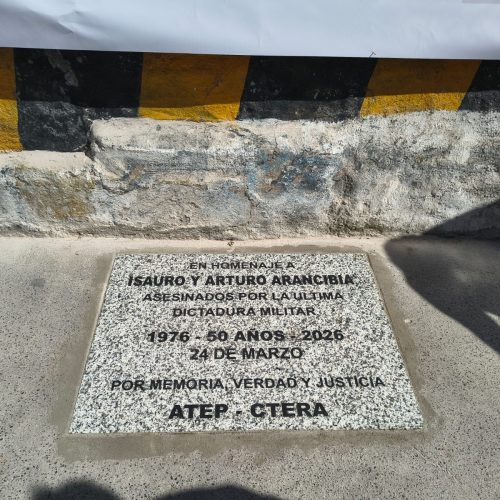 EN HOMENAJE A
ISAURO Y ARTURO ARANCIBIA
ASESINADOS POR LA ULTIMA
DICTADURA MILITAR
1976 - 50 AÑOS - 2026
24 DE MARZO
POR MEMORIA, VERDAD Y JUSTICIA
ATEP - CTERA